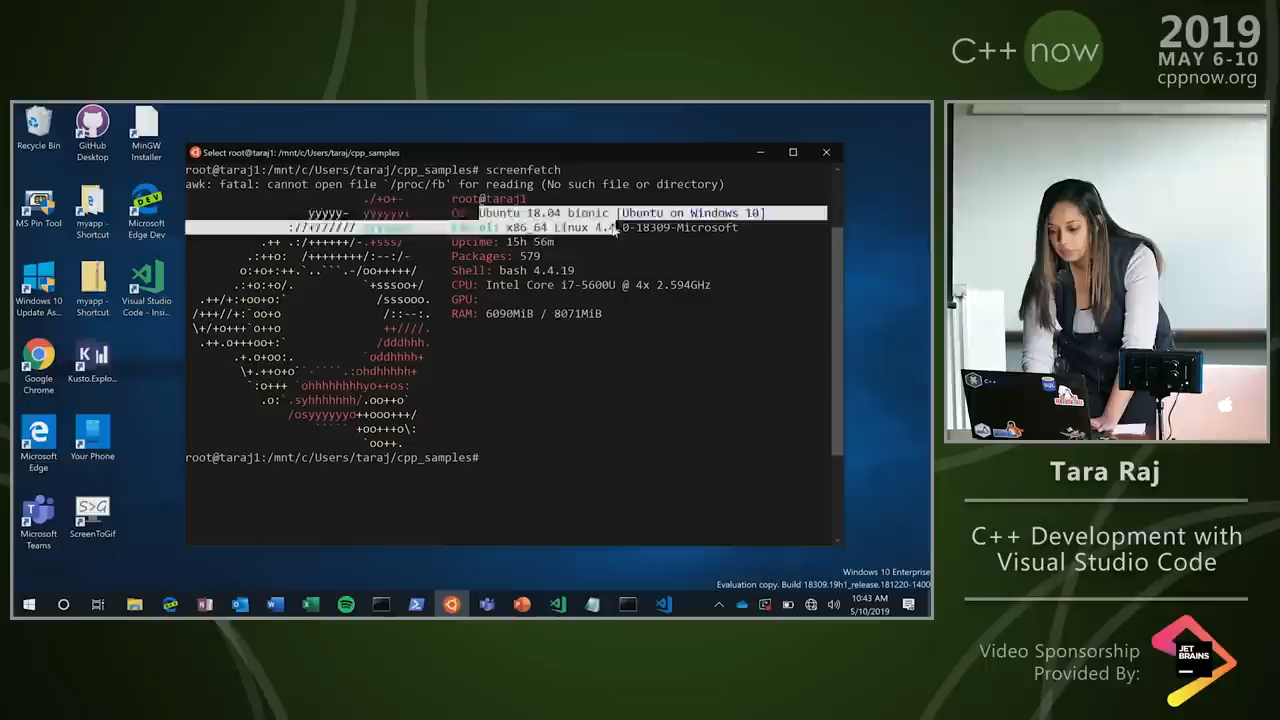 C++ now
2019
MAY 6-10
cppnow.org
Recycle Bin
GitHub
Desktop
MinGW
Installer
MS Pin Tool
myapp -
Shortcut
Microsoft
Edge Dev
Windows 10
Update As...
myapp -
Shortcut
Visual Studio
Code - Insi...
Google
Chrome
Kusto.Explo...
Microsoft
Edge
Your Phone
Microsoft
Teams
ScreenToGif
Select root@taraj1: /mnt/c/Users/taraj/cpp_samples
root@taraj1:/mnt/c/Users/taraj/cpp_samples# screenfetch
awk: fatal: cannot open file `/proc/fb' for reading (No such file or directory)
root@taraj1
OS: Ubuntu 18.04 bionic [Ubuntu on Windows 10]
Kernel: x86_64 Linux 4.4.0-18309-Microsoft
Uptime: 15h 56m
Packages: 579
Shell: bash 4.4.19
CPU: Intel Core i7-5600U @ 4x 2.594GHz
GPU:
RAM: 6090MiB / 8071MiB
root@taraj1:/mnt/c/Users/taraj/cpp_samples#
Windows 10 Enterprise
Evaluation copy. Build 18309.19h1_release.181220-1400
10:43 AM
5/10/2019
C++
SQL
Tara Raj
C++ Development with
Visual Studio Code
Video Sponsorship
Provided By:
JET
BRAINS